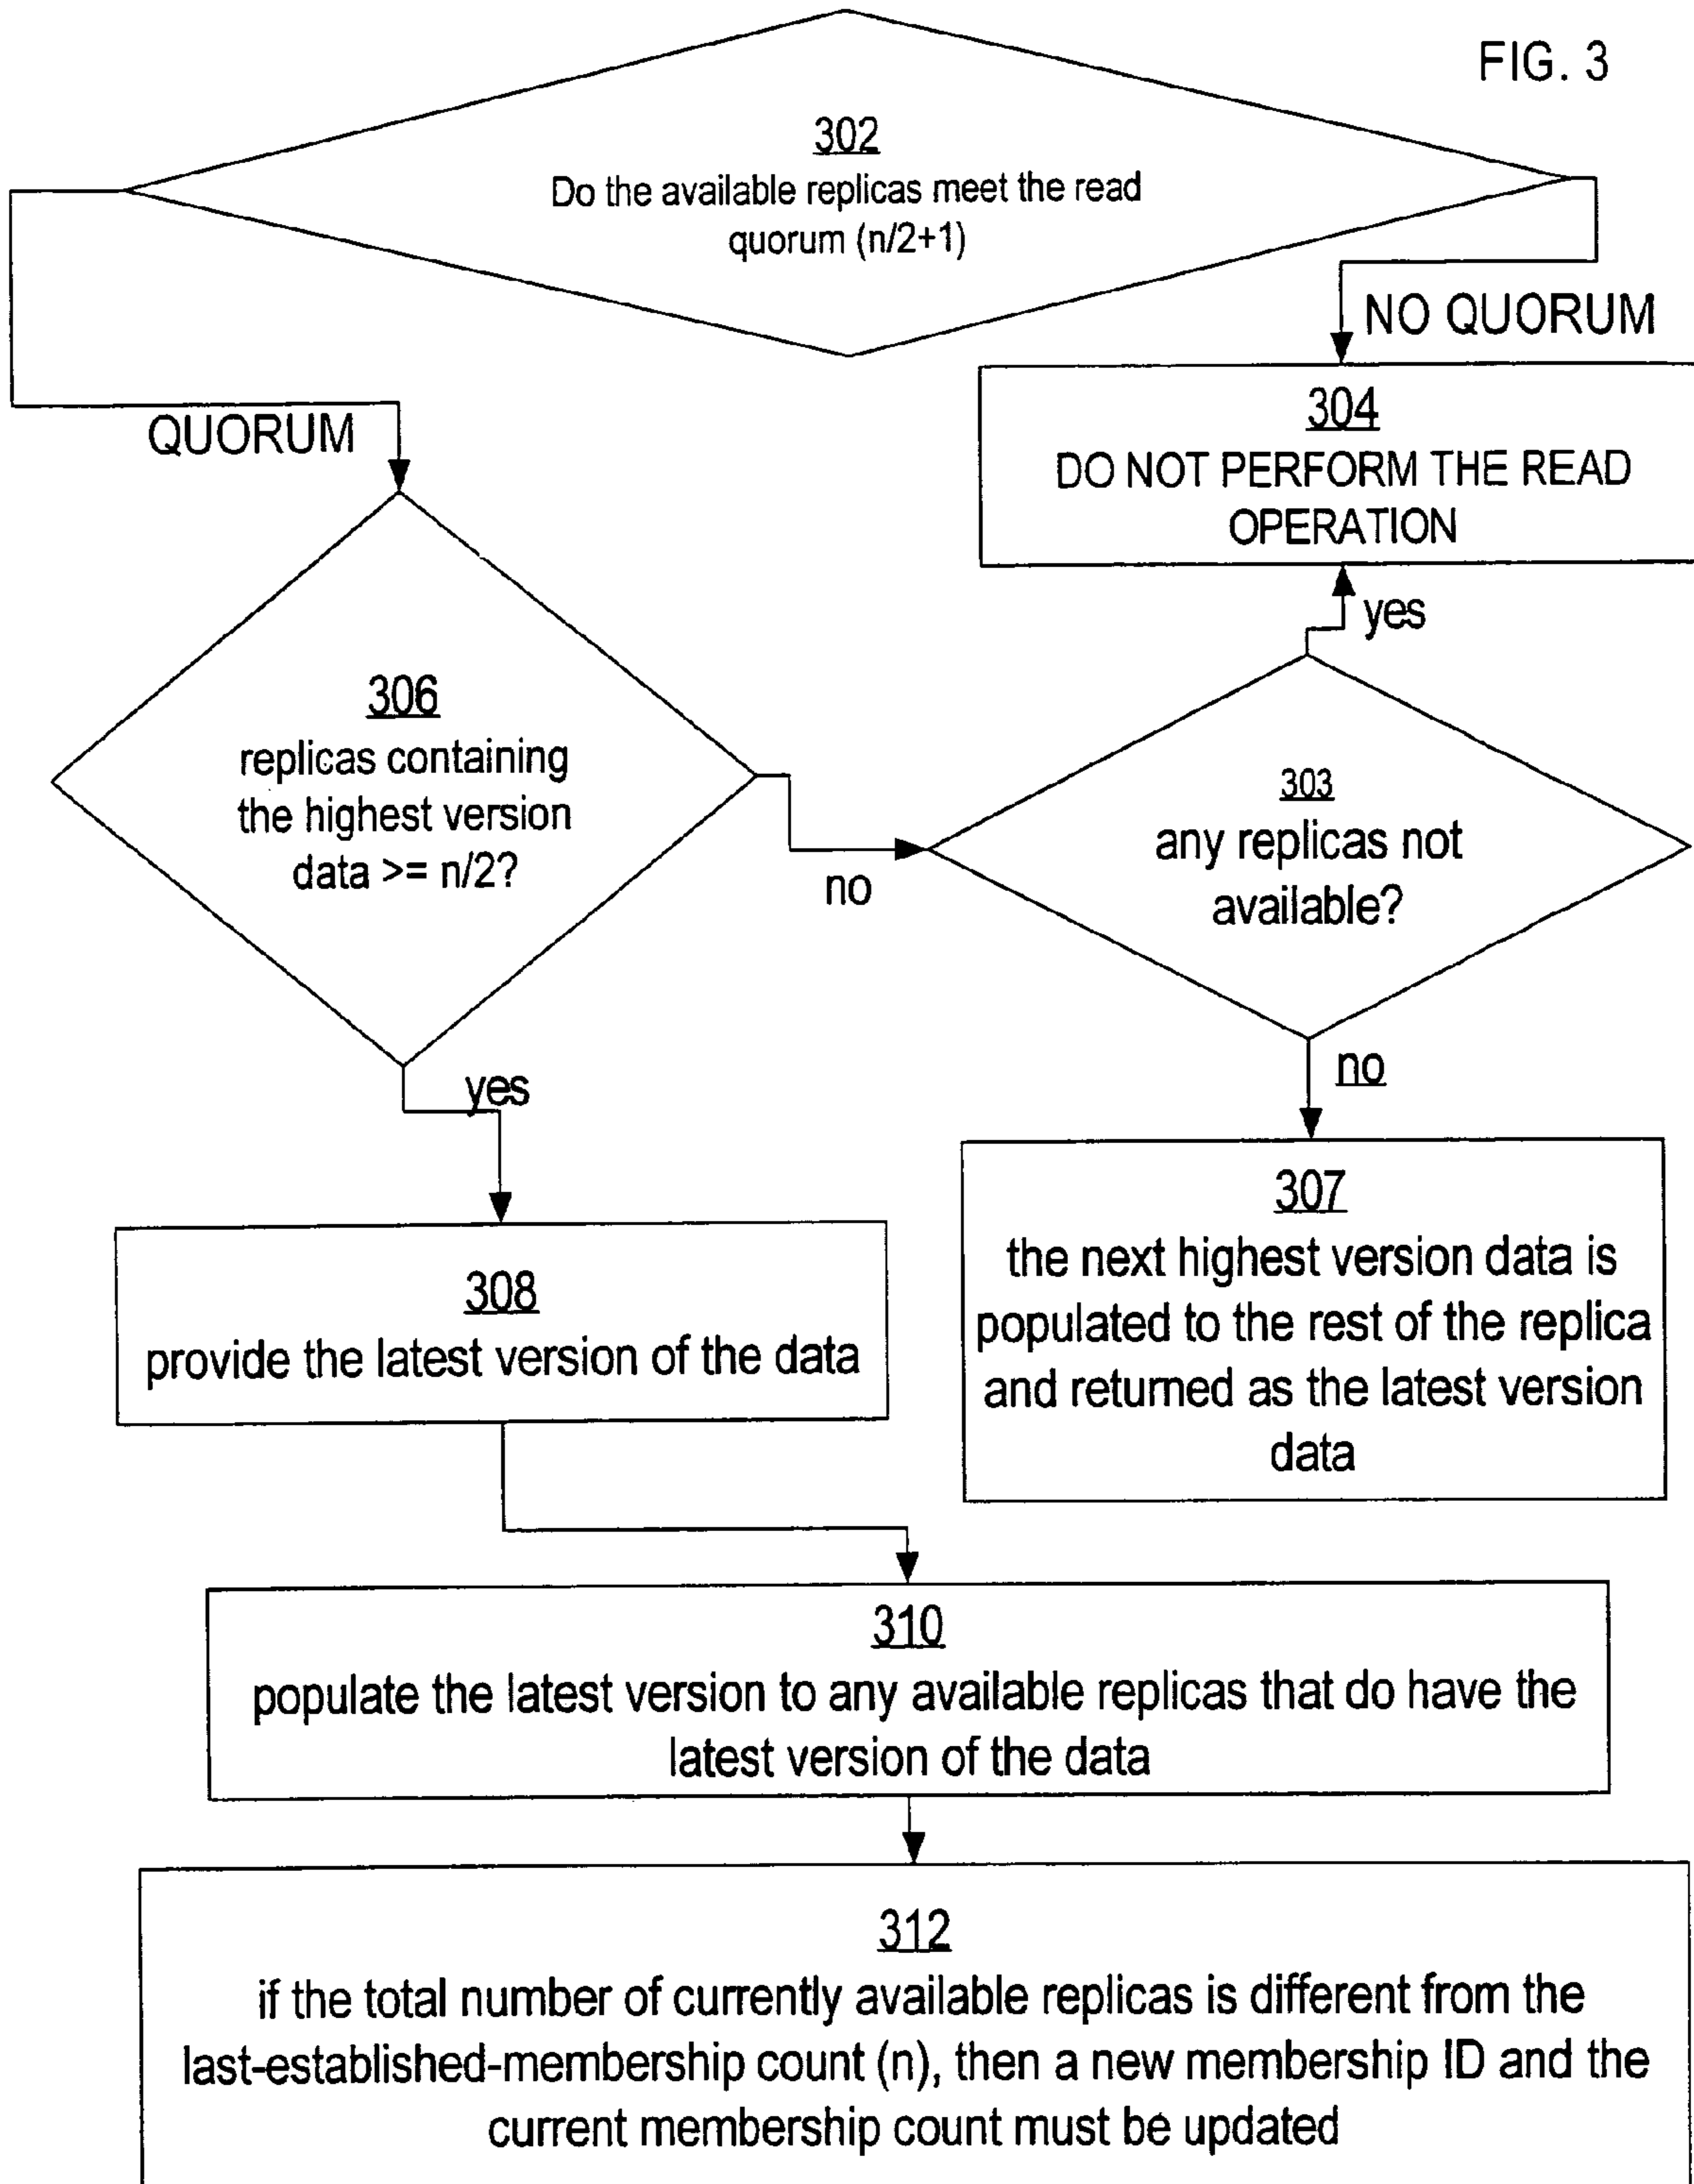 FIG. 3
302
Do the available replicas meet the read
quorum (n/2+1)
NO QUORUM
QUORUM
304
DO NOT PERFORM THE READ
OPERATION
yes
306
replicas containing
the highest version
data >= n/2?
no
303
any replicas not
available?
no
yes
307
the next highest version data is
populated to the rest of the replica
and returned as the latest version
data
308
provide the latest version of the data
310
populate the latest version to any available replicas that do have the
latest version of the data
312
if the total number of currently available replicas is different from the
last-established-membership count (n), then a new membership ID and the
current membership count must be updated